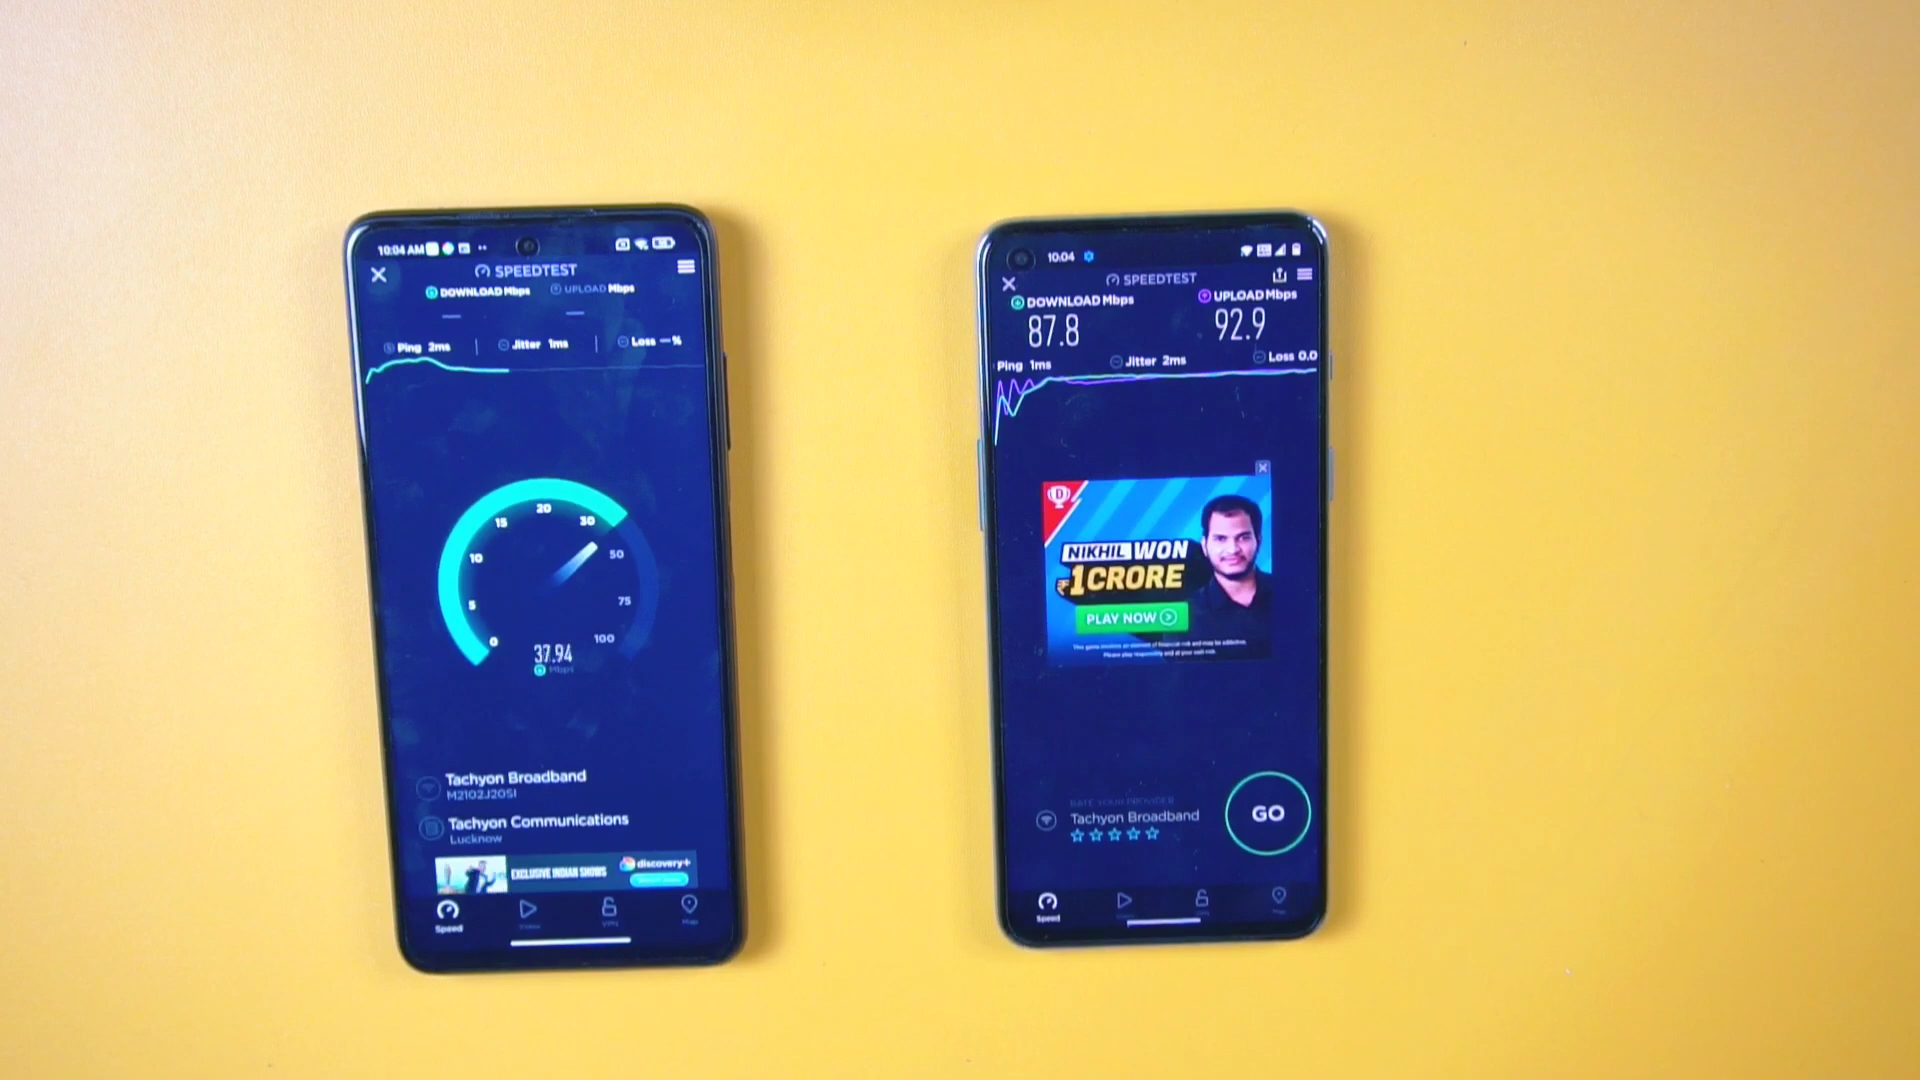 10:04 AM
SPEEDTEST
DOWNLOAD Mbps UPLOAD Mbps
Ping 2ms Jitter 1ms Loss — %
0
5
10
15
20
30
50
75
100
37.94
Mbps
Tachyon Broadband
M2102J20SI
Tachyon Communications
Lucknow
EXCLUSIVE INDIAN SHOWS
discovery+
Speed Video VPN Map
10:04
SPEEDTEST
DOWNLOAD Mbps UPLOAD Mbps
87.8 92.9
Ping 1ms Jitter 2ms Loss 0.0
NIKHIL WON
₹1 CRORE
PLAY NOW
This game involves an element of financial risk and may be addictive.
Please play responsibly and at your own risk.
RATE YOUR PROVIDER
Tachyon Broadband
GO
Speed Video VPN Map